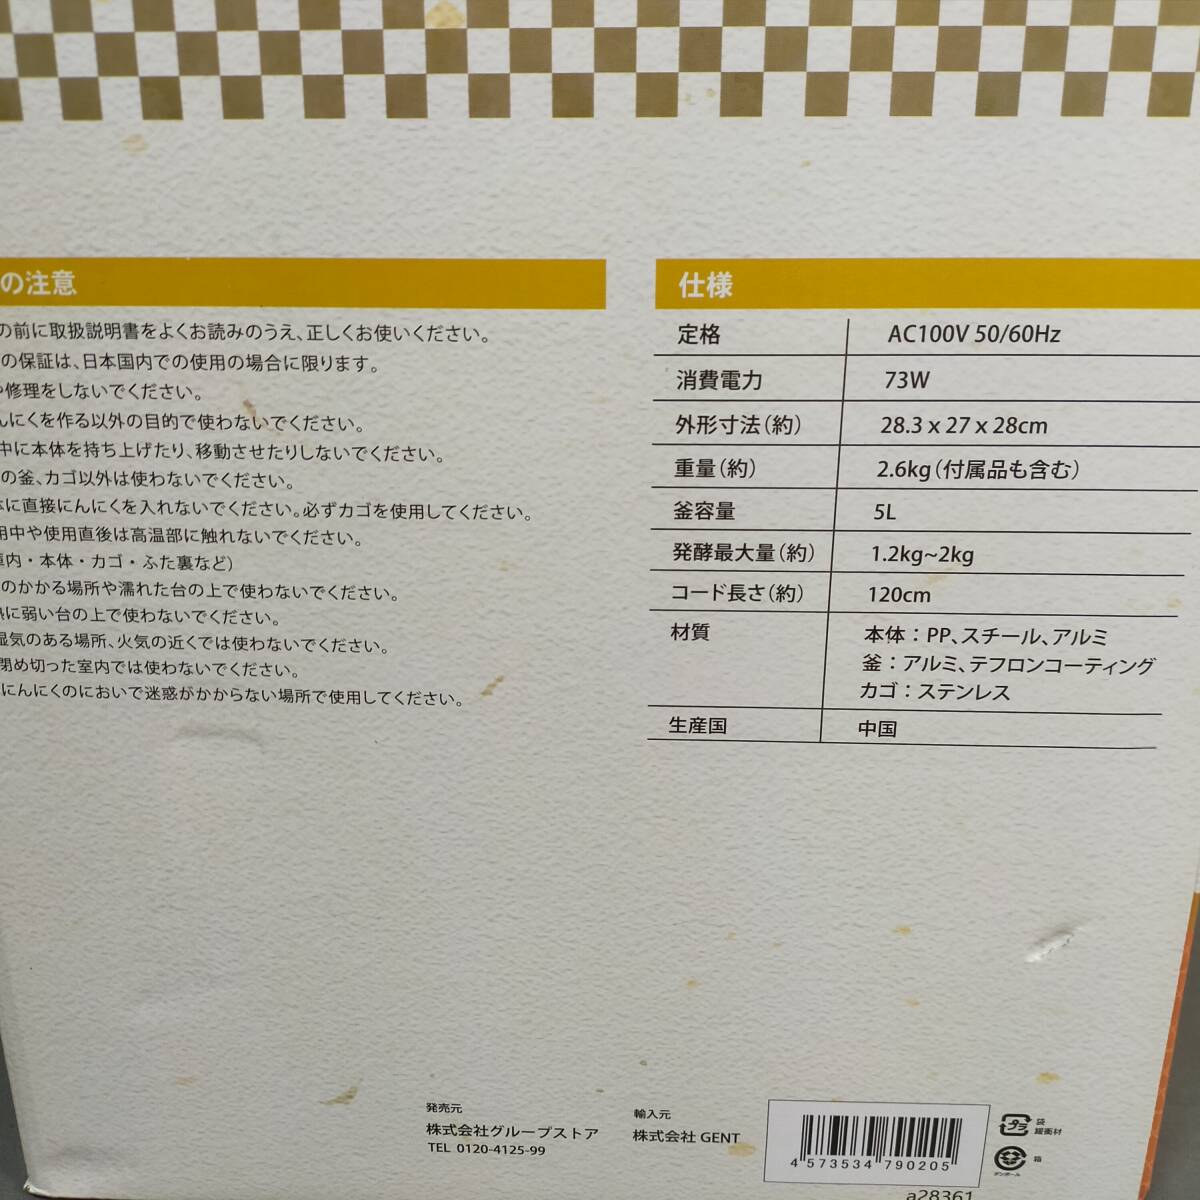 の注意
の前に取扱説明書をよくお読みのうえ、正しくお使いください。
の保証は、日本国内での使用の場合に限ります。
や修理をしないでください。
んにくを作る以外の目的で使わないでください。
中に本体を持ち上げたり、移動させたりしないでください。
の釜、カゴ以外は使わないでください。
体に直接にんにくを入れないでください。必ずカゴを使用してください。
用中や使用直後は高温部に触れないでください。
庫内・本体・カゴ・ふた裏など)
のかかる場所や濡れた台の上で使わないでください。
熱に弱い台の上で使わないでください。
湿気のある場所、火気の近くでは使わないでください。
閉め切った室内では使わないでください。
にんにくのにおいで迷惑がかからない場所で使用してください。
仕様
定格 AC100V 50/60Hz
消費電力 73W
外形寸法(約) 28.3 x 27 x 28cm
重量(約) 2.6kg(付属品も含む)
釜容量 5L
発酵最大量(約) 1.2kg~2kg
コード長さ(約) 120cm
材質 本体：PP、スチール、アルミ
釜：アルミ、テフロンコーティング
カゴ：ステンレス
生産国 中国
発売元
株式会社グループストア
TEL 0120-4125-99
輸入元
株式会社 GENT
4 573534 790205
a28361
プラ
袋
緩衝材
ダンボール
箱